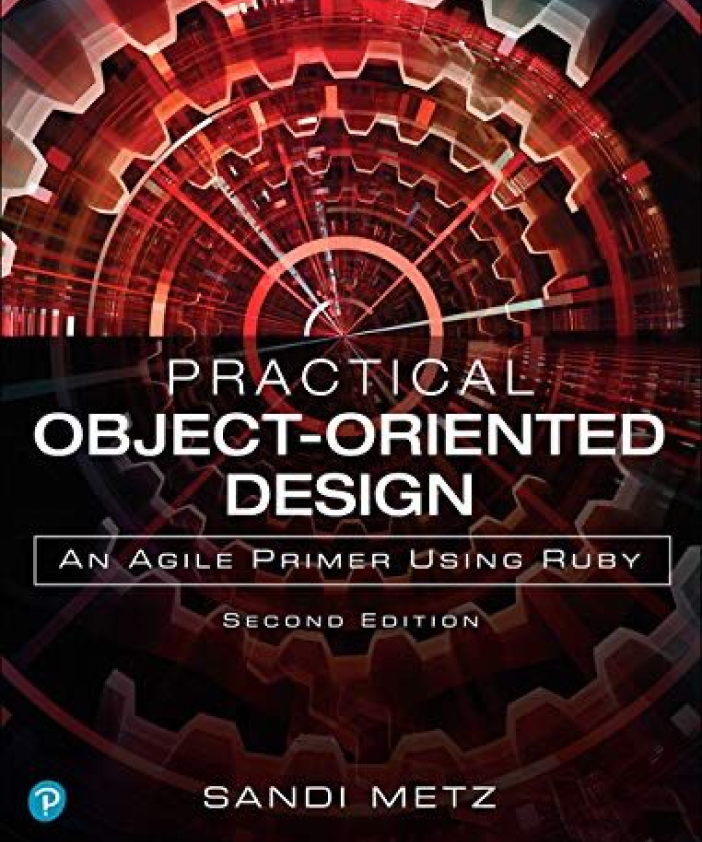 PRACTICAL
OBJECT-ORIENTED
DESIGN
AN AGILE PRIMER USING RUBY
SECOND EDITION
SANDI METZ
P